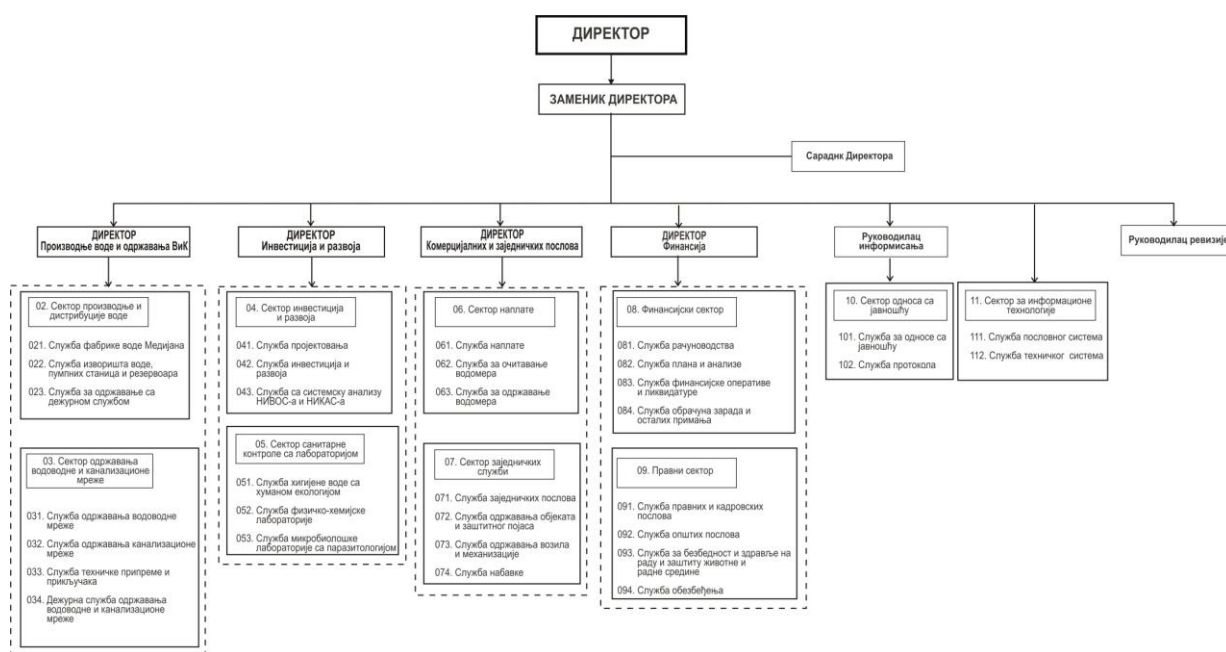 ДИРЕКТОР
ЗАМЕНИК ДИРЕКТОРА
Сараднк Директора
ДИРЕКТОР
Производње воде и одржавања ВиК
ДИРЕКТОР
Инвестиција и развоја
ДИРЕКТОР
Комерцијалних и заједничких послова
ДИРЕКТОР
Финансија
Руководилац
информисања
Руководилац ревизије
02. Сектор производње и
дистрибуције воде
021. Служба фабрике воде Медијана
022. Служба изворишта воде,
пумпних станица и резервоара
023. Служба за одржавање са
дежурном службом
03. Сектор одржавања
водоводне и канализационе
мреже
031. Служба одржавања водоводне
мреже
032. Служба одржавања канализационе
мреже
033. Служба техничке припреме и
прикључака
034. Дежурна служба одржавања
водоводне и канализационе
мреже
04. Сектор инвестиција
и развоја
041. Служба пројектовања
042. Служба инвестиција и
развоја
043. Служба са системску анализу
НИВОС-а и НИКАС-а
05. Сектор санитарне
контроле са лабораторијом
051. Служба хигијене воде са
хуманом екологијом
052. Служба физичко-хемијске
лабораторије
053. Служба микробиолошке
лабораторије са паразитологијом
06. Сектор наплате
061. Служба наплате
062. Служба за очитавање
водомера
063. Служба за одржавање
водомера
07. Сектор заједничких
служби
071. Служба заједничких послова
072. Служба одржавања објеката
и заштитног појаса
073. Служба одржавања возила
и механизације
074. Служба набавке
08. Финансијски сектор
081. Служба рачуноводства
082. Служба плана и анализе
083. Служба финансијске оперативе
и ликвидатуре
084. Служба обрачуна зарада и
осталих примања
09. Правни сектор
091. Служба правних и кадровских
послова
092. Служба општих послова
093. Служба за безбедност и здравље на
раду и заштиту животне и
радне средине
094. Служба обезбеђења
10. Сектор односа са
јавношћу
101. Служба за односе са
јавношћу
102. Служба протокола
11. Сектор за информационе
технологије
111. Служба пословног система
112. Служба техничког система